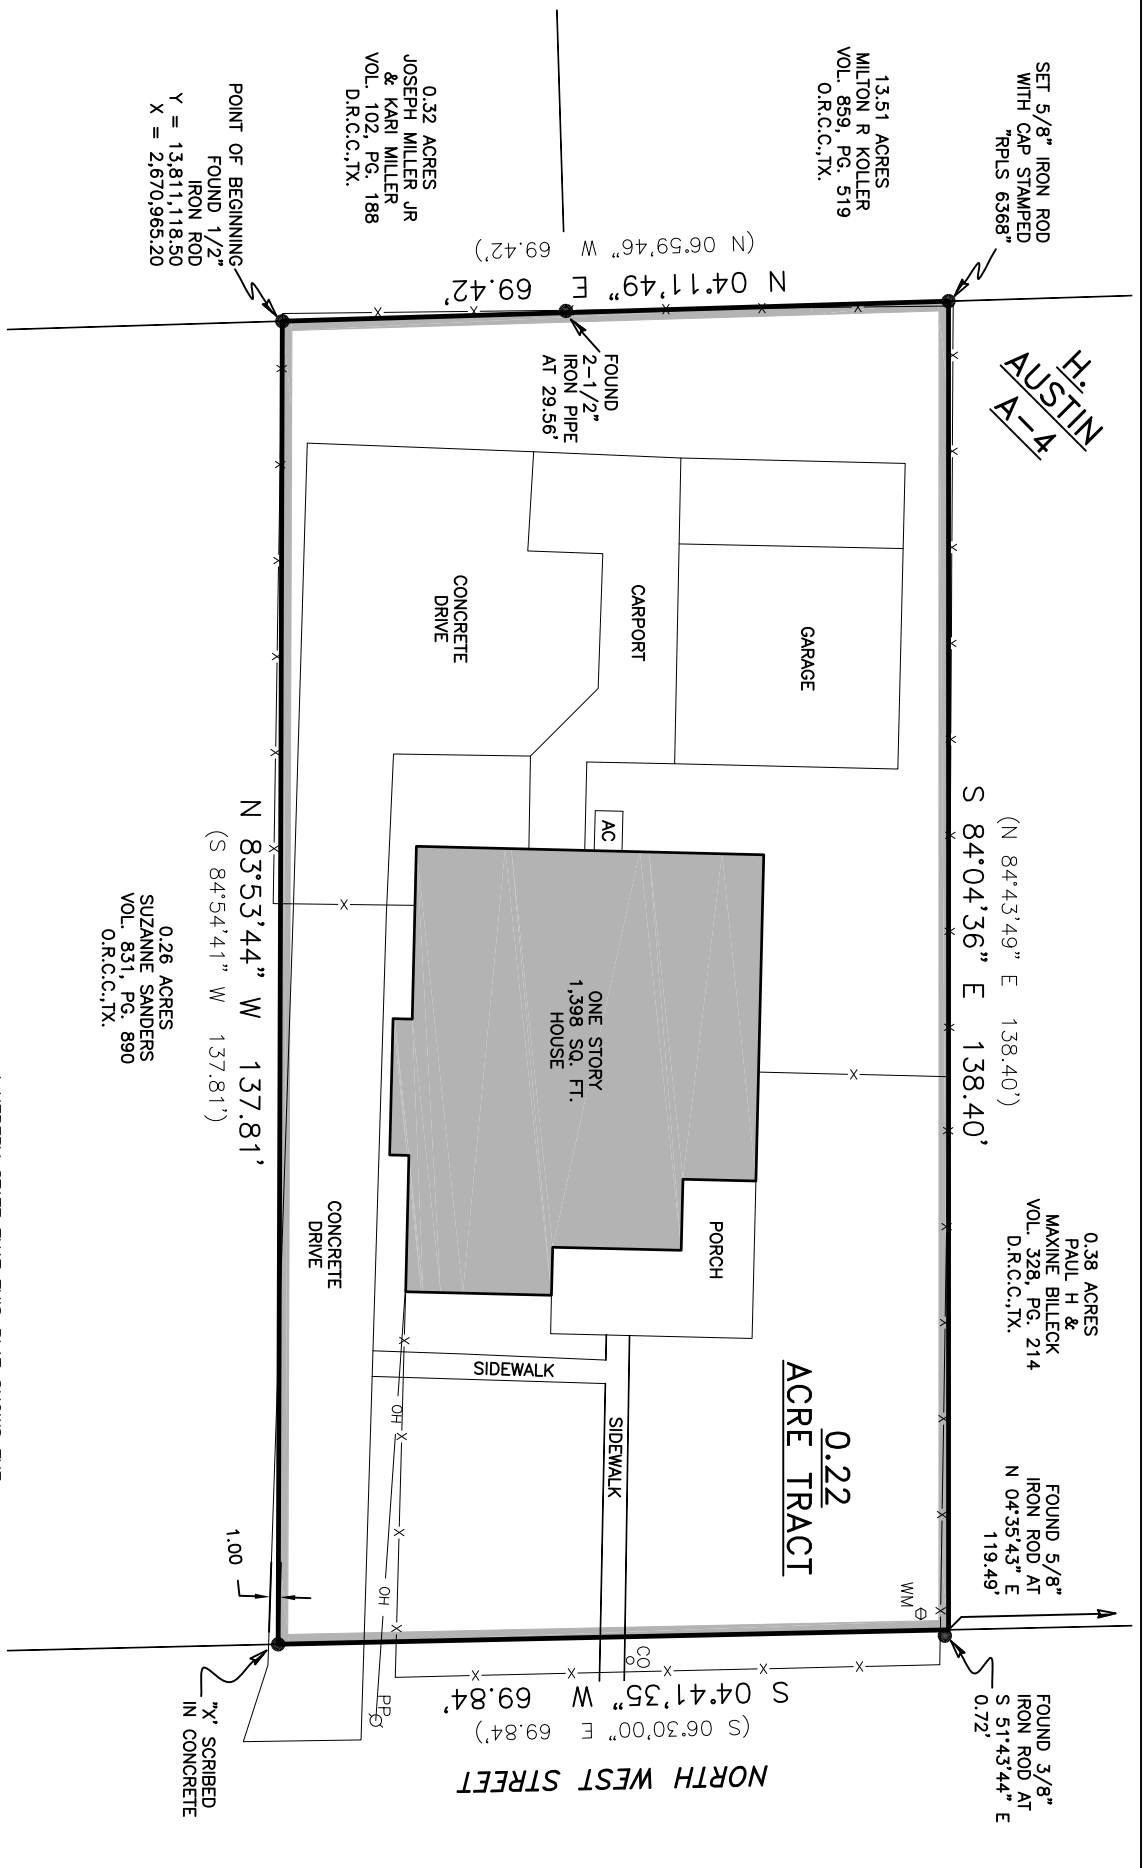 SET 5/8" IRON ROD
WITH CAP STAMPED
"RPLS 6368"
13.51 ACRES
MILTON R KOLLER
VOL. 859, PG. 519
O.R.C.C.,TX.
0.32 ACRES
JOSEPH MILLER JR
& KARI MILLER
VOL. 102, PG. 188
D.R.C.C.,TX.
POINT OF BEGINNING
FOUND 1/2"
IRON ROD
Y = 13,811,118.50
X = 2,670,965.20
(N 06°59'46" W 69.42')
N 04°11'49" E 69.42'
FOUND
2-1/2"
IRON PIPE
AT 29.56'
H.
AUSTIN
A-4
GARAGE
CARPORT
CONCRETE
DRIVE
AC
(N 84°43'49" E 138.40')
S 84°04'36" E 138.40'
ONE STORY
1,398 SQ. FT.
HOUSE
N 83°53'44" W 137.81'
(S 84°54'41" W 137.81')
0.26 ACRES
SUZANNE SANDERS
VOL. 831, PG. 890
O.R.C.C.,TX.
0.38 ACRES
PAUL H &
MAXINE BILLECK
VOL. 328, PG. 214
D.R.C.C.,TX.
PORCH
CONCRETE
DRIVE
SIDEWALK
SIDEWALK
0.22
ACRE TRACT
OH
OH
FOUND 5/8"
IRON ROD AT
N 04°35'43" E
119.49'
WM
1.00
CO
PP
S 04°41'35" W 69.84'
(S 06°30'00" E 69.84')
NORTH WEST STREET
FOUND 3/8"
IRON ROD AT
S 51°43'44" E
0.72'
"X" SCRIBED
IN CONCRETE